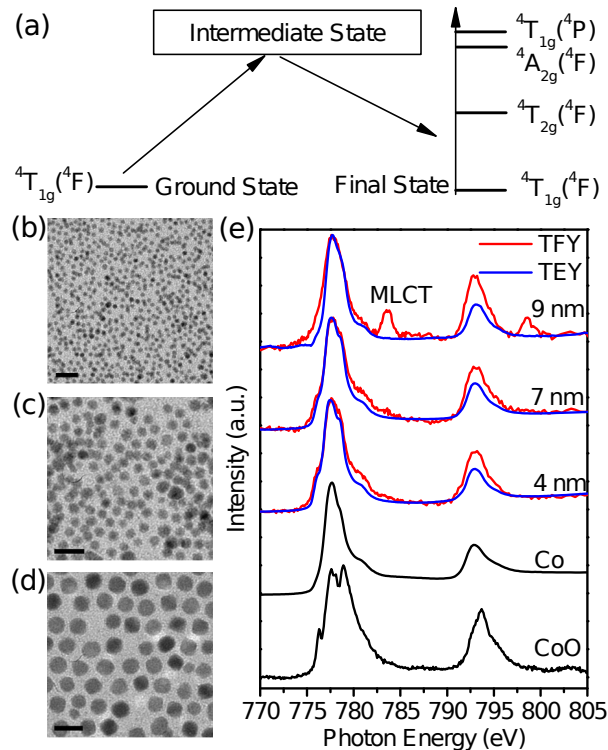 (a)
Intermediate State
⁴T₁g(⁴P)
⁴A₂g(⁴F)
⁴T₂g(⁴F)
⁴T₁g(⁴F)
Ground State
Final State
⁴T₁g(⁴F)
(b)
(c)
(d)
(e)
TFY
TEY
MLCT
9 nm
7 nm
4 nm
Co
CoO
Intensity (a.u.)
770 775 780 785 790 795 800 805
Photon Energy (eV)